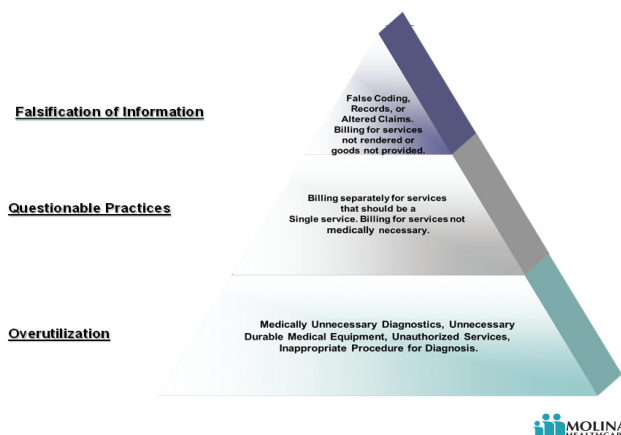 Falsification of Information
False Coding,
Records, or
Altered Claims.
Billing for services
not rendered or
goods not provided.
Questionable Practices
Billing separately for services
that should be a
Single service. Billing for services not
medically necessary.
Overutilization
Medically Unnecessary Diagnostics, Unnecessary
Durable Medical Equipment, Unauthorized Services,
Inappropriate Procedure for Diagnosis.
MOLINA
HEALTHCARE